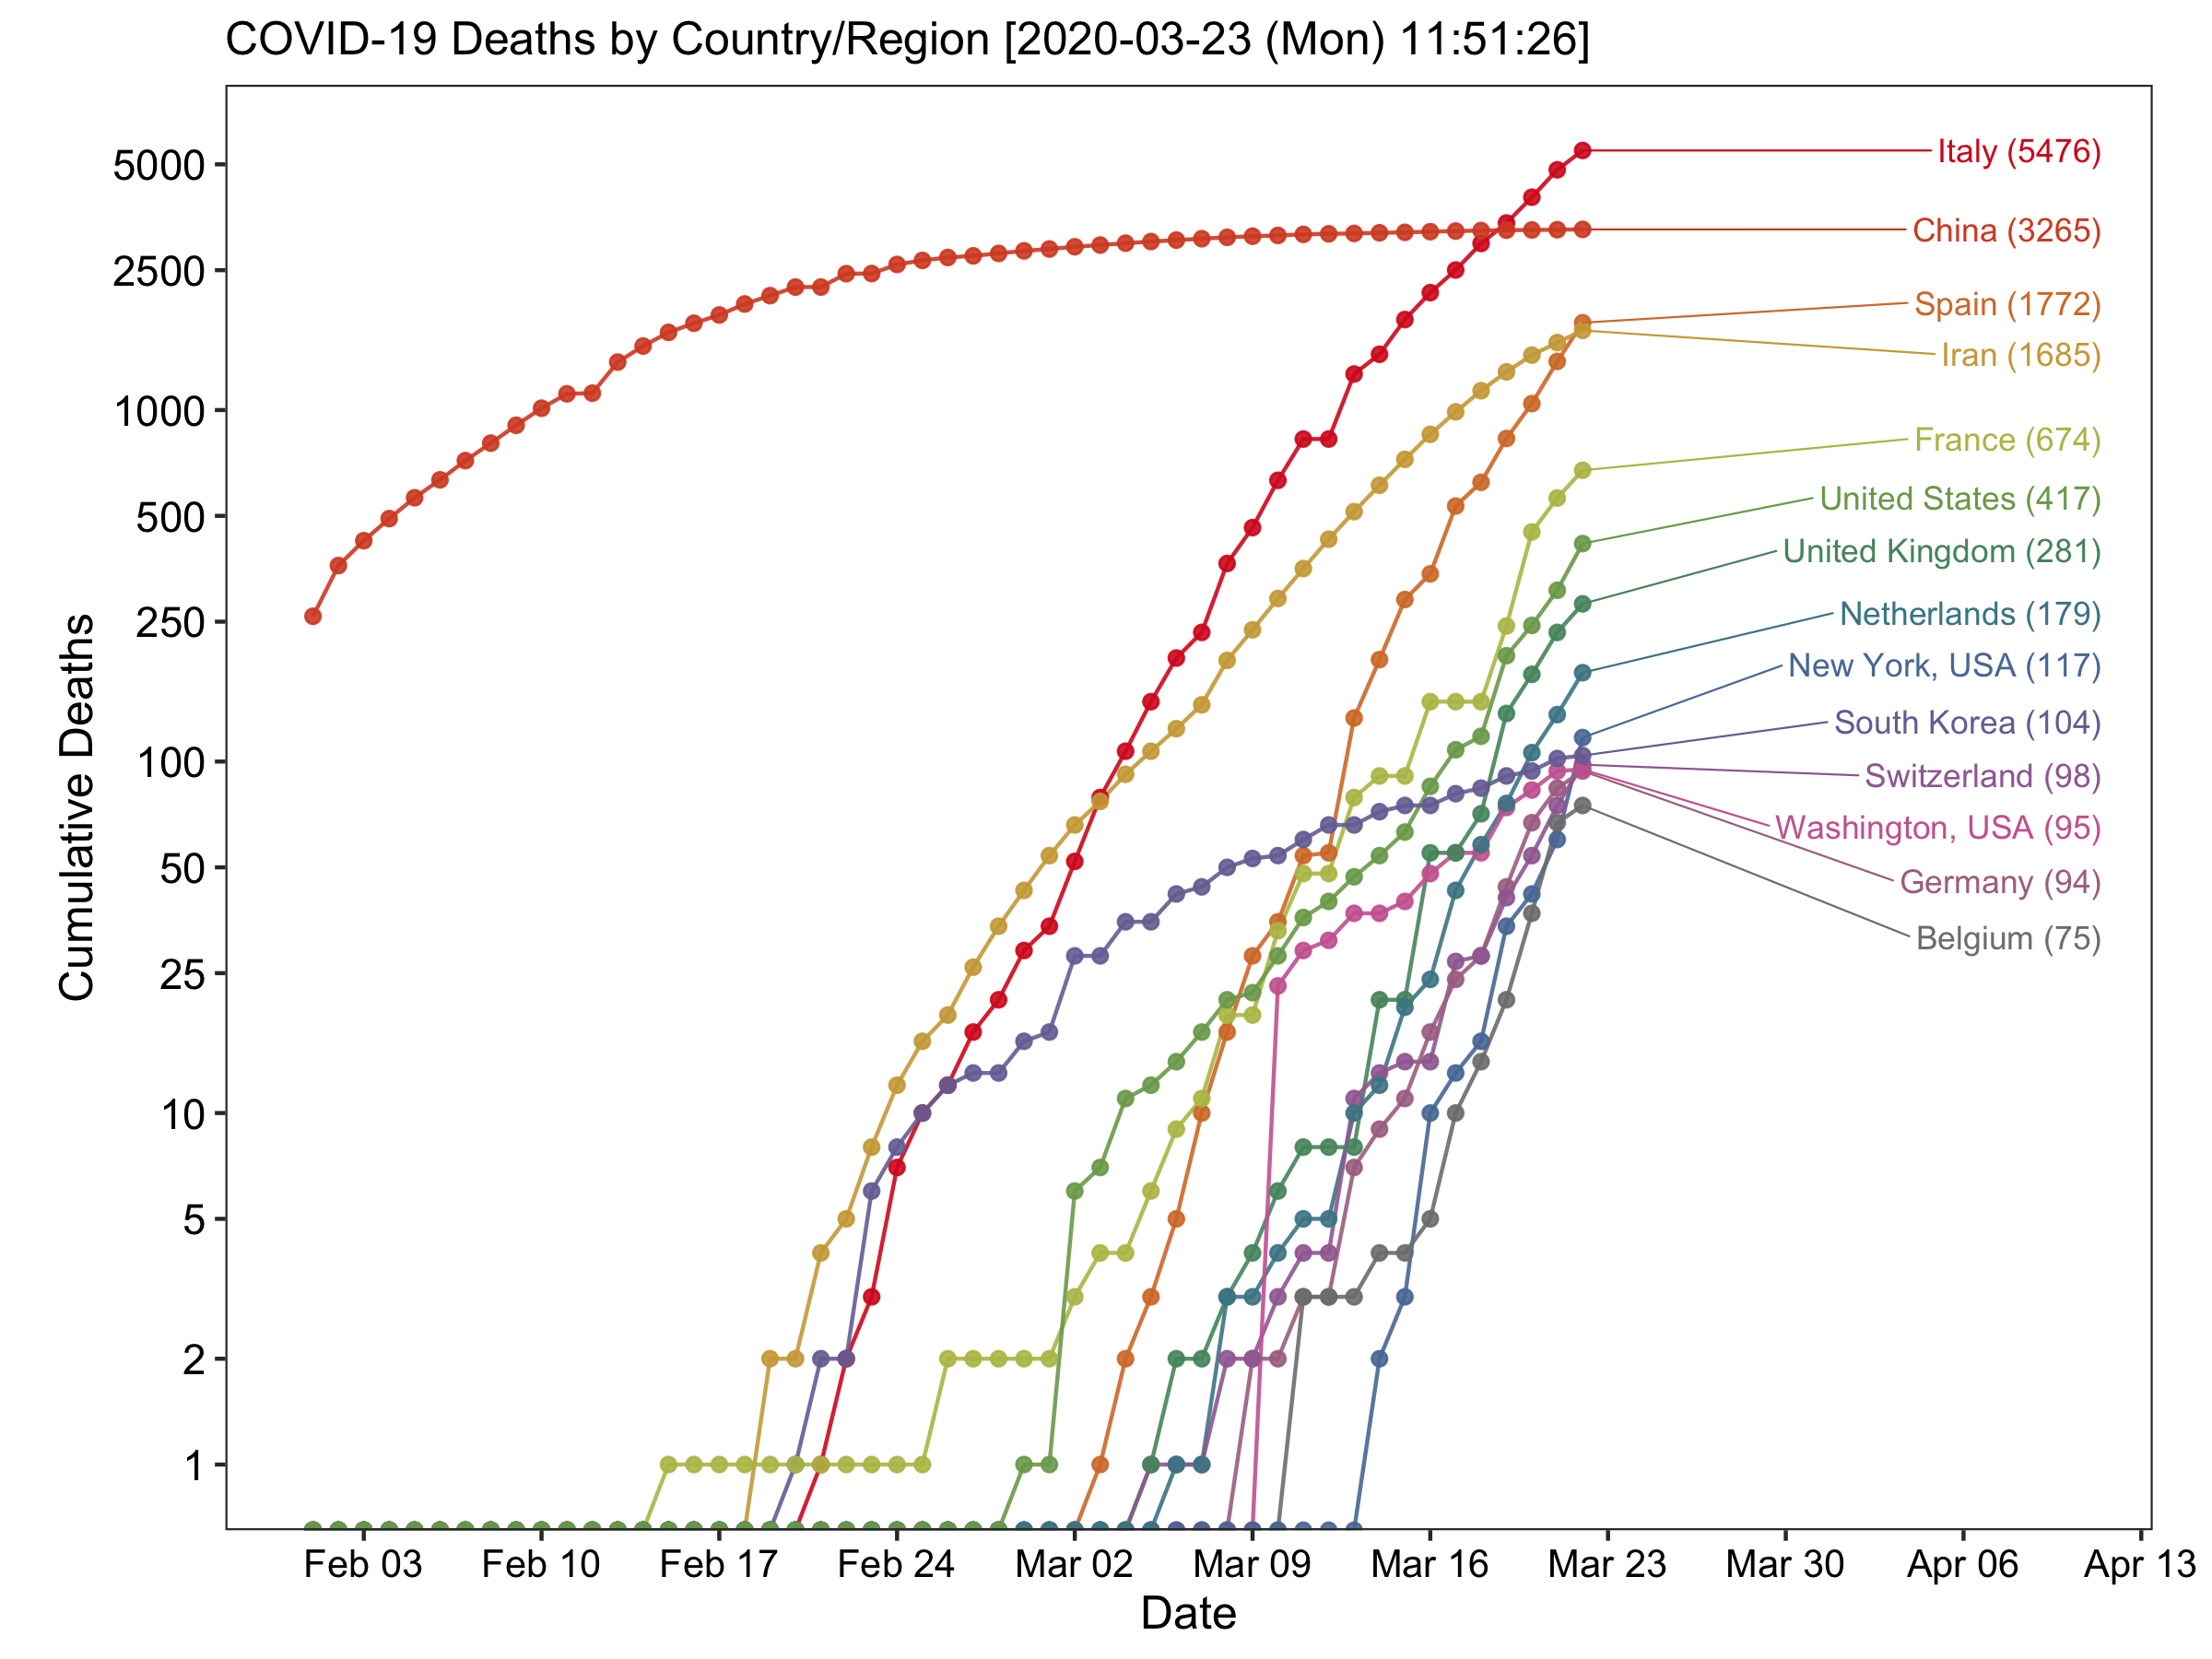 COVID-19 Deaths by Country/Region [2020-03-23 (Mon) 11:51:26]
Cumulative Deaths
5000
2500
1000
500
250
100
50
25
10
5
2
1
Italy (5476)
China (3265)
Spain (1772)
Iran (1685)
France (674)
United States (417)
United Kingdom (281)
Netherlands (179)
New York, USA (117)
South Korea (104)
Switzerland (98)
Washington, USA (95)
Germany (94)
Belgium (75)
Feb 03 Feb 10 Feb 17 Feb 24 Mar 02 Mar 09 Mar 16 Mar 23 Mar 30 Apr 06 Apr 13
Date